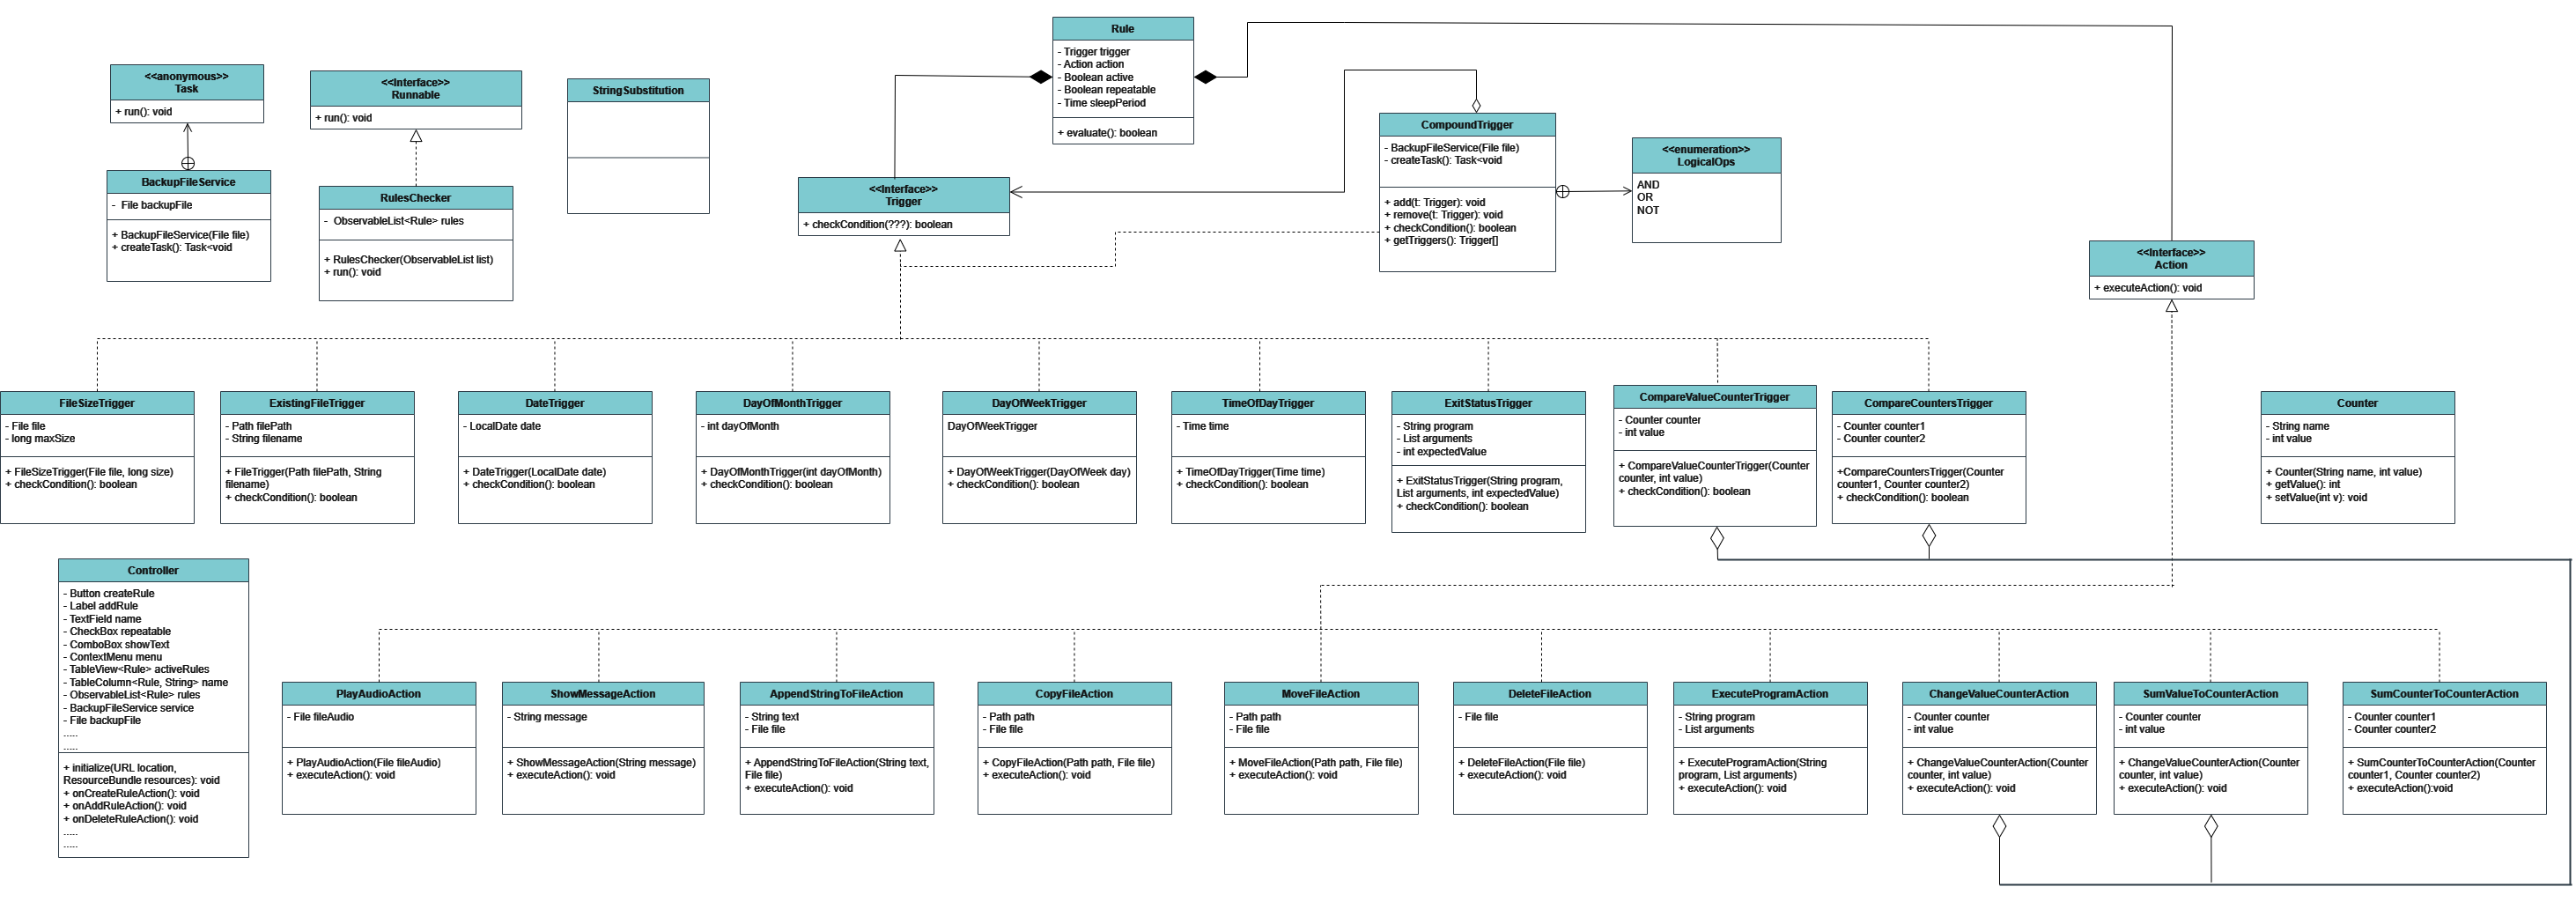 Rule
- Trigger trigger
- Action action
- Boolean active
- Boolean repeatable
- Time sleepPeriod
+ evaluate(): boolean
<<anonymous>>
Task
+ run(): void
<<Interface>>
Runnable
+ run(): void
StringSubstitution
CompoundTrigger
- BackupFileService(File file)
- createTask(): Task<void
+ add(t: Trigger): void
+ remove(t: Trigger): void
+ checkCondition(): boolean
+ getTriggers(): Trigger[]
<<enumeration>>
LogicalOps
AND
OR
NOT
BackupFileService
- File backupFile
+ BackupFileService(File file)
+ createTask(): Task<void
RulesChecker
- ObservableList<Rule> rules
+ RulesChecker(ObservableList list)
+ run(): void
<<Interface>>
Trigger
+ checkCondition(???): boolean
<<Interface>>
Action
+ executeAction(): void
FileSizeTrigger
- File file
- long maxSize
+ FileSizeTrigger(File file, long size)
+ checkCondition(): boolean
ExistingFileTrigger
- Path filePath
- String filename
+ FileTrigger(Path filePath, String
filename)
+ checkCondition(): boolean
DateTrigger
- LocalDate date
+ DateTrigger(LocalDate date)
+ checkCondition(): boolean
DayOfMonthTrigger
- int dayOfMonth
+ DayOfMonthTrigger(int dayOfMonth)
+ checkCondition(): boolean
DayOfWeekTrigger
DayOfWeekTrigger
+ DayOfWeekTrigger(DayOfWeek day)
+ checkCondition(): boolean
TimeOfDayTrigger
- Time time
+ TimeOfDayTrigger(Time time)
+ checkCondition(): boolean
ExitStatusTrigger
- String program
- List arguments
- int expectedValue
+ ExitStatusTrigger(String program,
List arguments, int expectedValue)
+ checkCondition(): boolean
CompareValueCounterTrigger
- Counter counter
- int value
+ CompareValueCounterTrigger(Counter
counter, int value)
+ checkCondition(): boolean
CompareCountersTrigger
- Counter counter1
- Counter counter2
+CompareCountersTrigger(Counter
counter1, Counter counter2)
+ checkCondition(): boolean
Counter
- String name
- int value
+ Counter(String name, int value)
+ getValue(): int
+ setValue(int v): void
Controller
- Button createRule
- Label addRule
- TextField name
- CheckBox repeatable
- ComboBox showText
- ContextMenu menu
- TableView<Rule> activeRules
- TableColumn<Rule, String> name
- ObservableList<Rule> rules
- BackupFileService service
- File backupFile
.....
.....
+ initialize(URL location,
ResourceBundle resources): void
+ onCreateRuleAction(): void
+ onAddRuleAction(): void
+ onDeleteRuleAction(): void
.....
.....
PlayAudioAction
- File fileAudio
+ PlayAudioAction(File fileAudio)
+ executeAction(): void
ShowMessageAction
- String message
+ ShowMessageAction(String message)
+ executeAction(): void
AppendStringToFileAction
- String text
- File file
+ AppendStringToFileAction(String text,
File file)
+ executeAction(): void
CopyFileAction
- Path path
- File file
+ CopyFileAction(Path path, File file)
+ executeAction(): void
MoveFileAction
- Path path
- File file
+ MoveFileAction(Path path, File file)
+ executeAction(): void
DeleteFileAction
- File file
+ DeleteFileAction(File file)
+ executeAction(): void
ExecuteProgramAction
- String program
- List arguments
+ ExecuteProgramAction(String
program, List arguments)
+ executeAction(): void
ChangeValueCounterAction
- Counter counter
- int value
+ ChangeValueCounterAction(Counter
counter, int value)
+ executeAction(): void
SumValueToCounterAction
- Counter counter
- int value
+ ChangeValueCounterAction(Counter
counter, int value)
+ executeAction(): void
SumCounterToCounterAction
- Counter counter1
- Counter counter2
+ SumCounterToCounterAction(Counter
counter1, Counter counter2)
+ executeAction():void